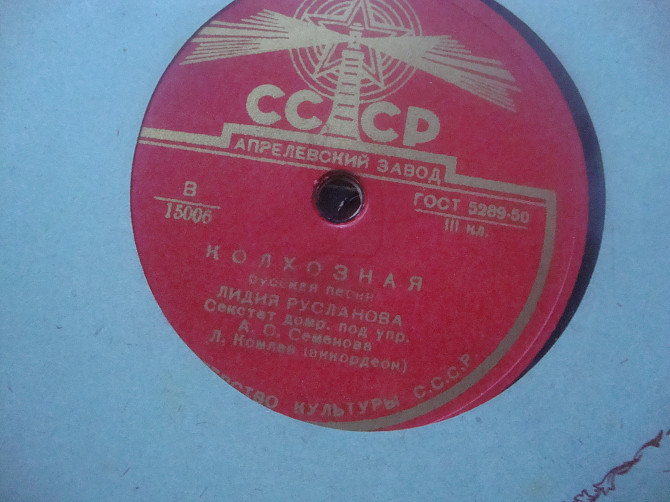 СССР
АПРЕЛЕВСКИЙ ЗАВОД
В
15006
ГОСТ 5289-50
III кл.
КОЛХОЗНАЯ
русская песня
ЛИДИЯ РУСЛАНОВА
Секстет домр. под упр.
А. С. Семенова
Л. Комлев (аккордеон)
КУЛЬТУРЫ С.С.С.Р.